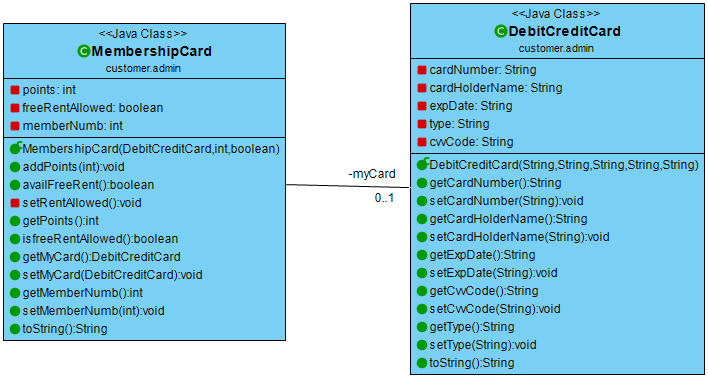 <<Java Class>>
MembershipCard
customer.admin
points: int
freeRentAllowed: boolean
memberNumb: int
MembershipCard(DebitCreditCard,int,boolean)
addPoints(int):void
availFreeRent():boolean
setRentAllowed():void
getPoints():int
isfreeRentAllowed():boolean
getMyCard():DebitCreditCard
setMyCard(DebitCreditCard):void
getMemberNumb():int
setMemberNumb(int):void
toString():String
-myCard
0..1
<<Java Class>>
DebitCreditCard
customer.admin
cardNumber: String
cardHolderName: String
expDate: String
type: String
cvvCode: String
DebitCreditCard(String,String,String,String,String)
getCardNumber():String
setCardNumber(String):void
getCardHolderName():String
setCardHolderName(String):void
getExpDate():String
setExpDate(String):void
getCvvCode():String
setCvvCode(String):void
getType():String
setType(String):void
toString():String